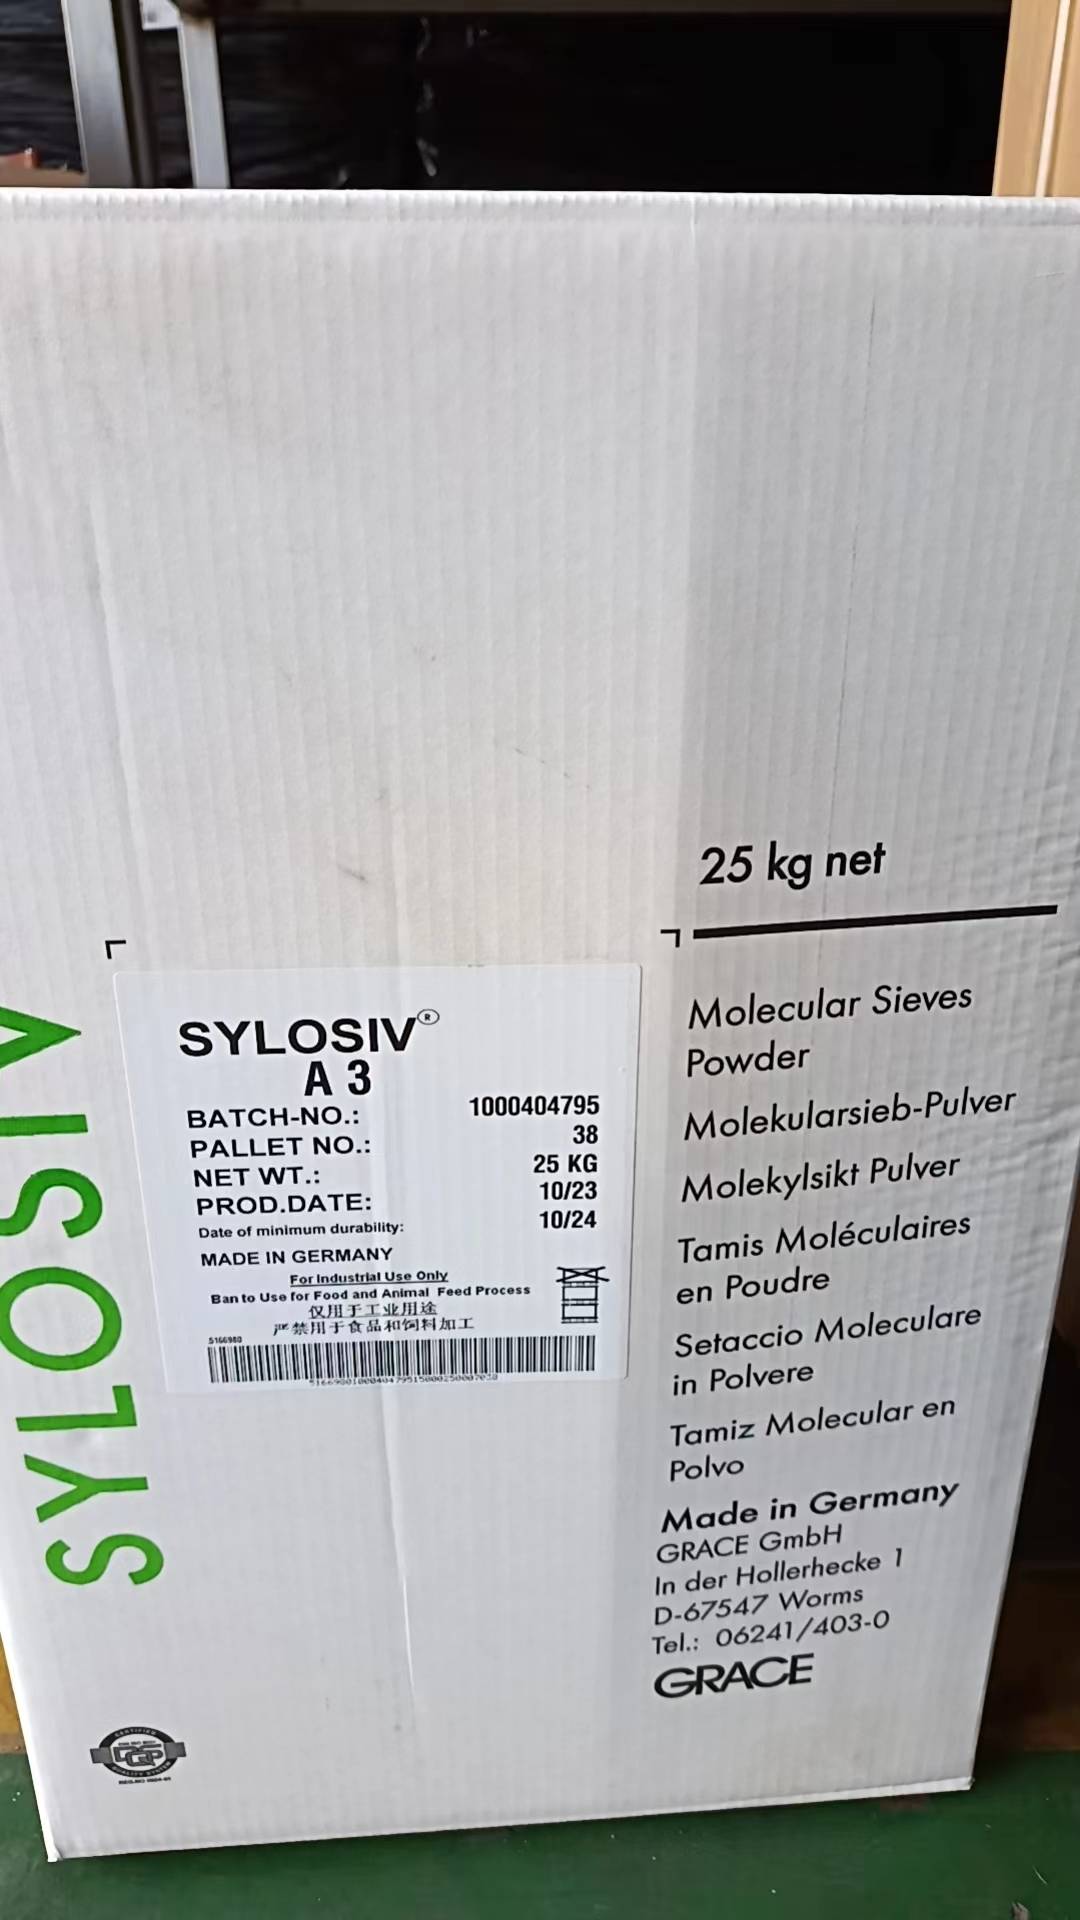 SYLOSIV
SYLOSIV®
A 3
BATCH-NO.: 1000404795
PALLET NO.: 38
NET WT.: 25 KG
PROD.DATE: 10/23
Date of minimum durability: 10/24
MADE IN GERMANY
For Industrial Use Only
Ban to Use for Food and Animal Feed Process
仅用于工业用途
严禁用于食品和饲料加工
5166980
25 kg net
Molecular Sieves
Powder
Molekularsieb-Pulver
Molekylsikt Pulver
Tamis Moléculaires
en Poudre
Setaccio Moleculare
in Polvere
Tamiz Molecular en
Polvo
Made in Germany
GRACE GmbH
In der Hollerhecke 1
D-67547 Worms
Tel.: 06241/403-0
GRACE
CERTIFIED